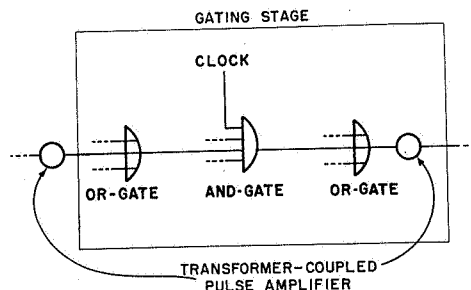 GATING STAGE
CLOCK
OR-GATE
AND-GATE
OR-GATE
TRANSFORMER-COUPLED
PULSE AMPLIFIER